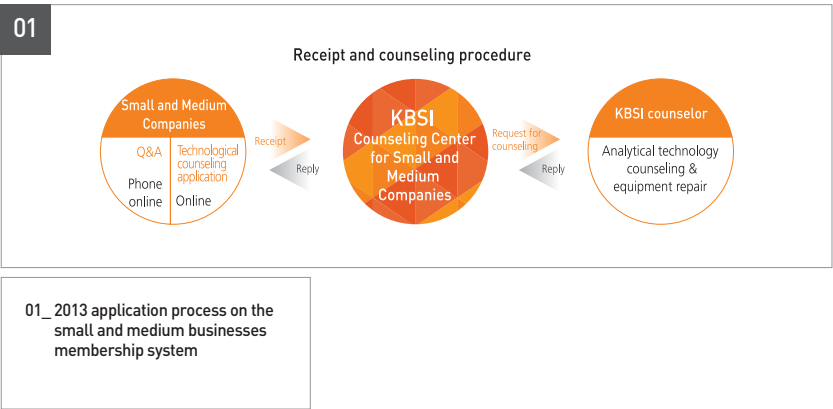 01
Receipt and counseling procedure
Small and Medium
Companies
Q&A
Phone
online
Technological
counseling
application
Online
Receipt
Reply
KBSI
Counseling Center
for Small and
Medium
Companies
Request for
counseling
Reply
KBSI counselor
Analytical technology
counseling &
equipment repair
01_ 2013 application process on the
small and medium businesses
membership system